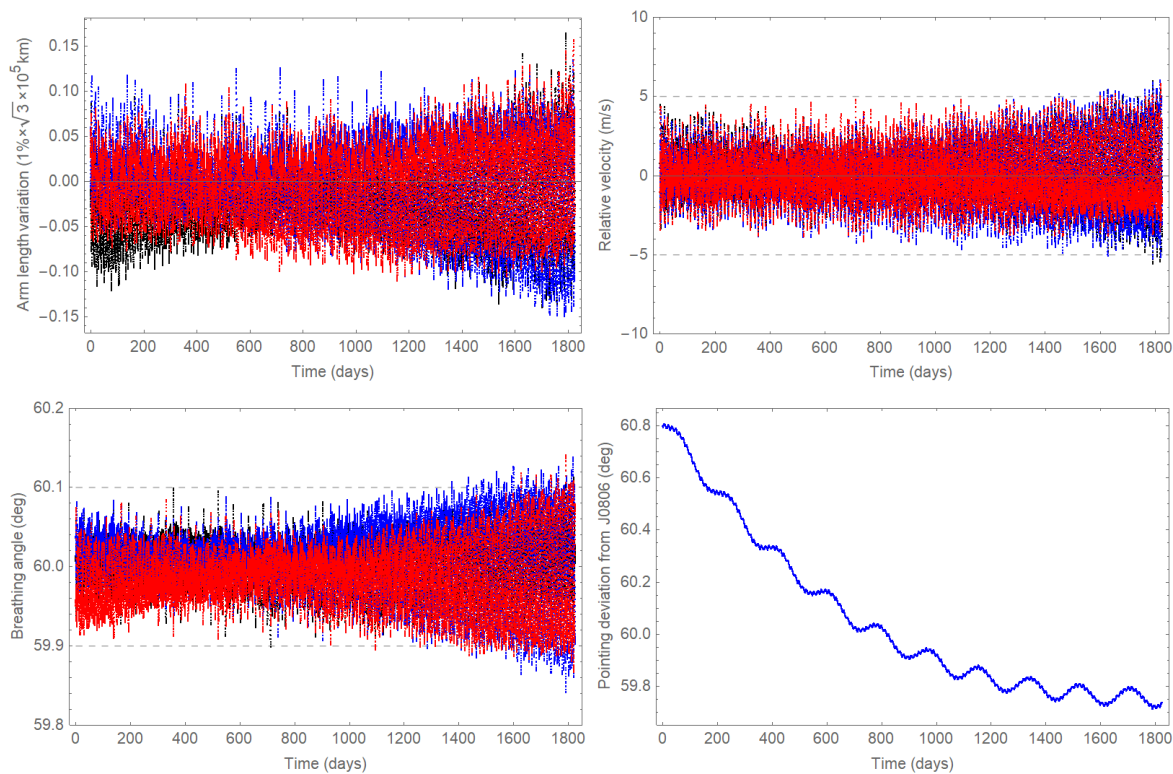 Arm length variation (1%×√3×10⁵km)
0.15
0.10
0.05
0.00
−0.05
−0.10
−0.15
0 200 400 600 800 1000 1200 1400 1600 1800
Time (days)
Relative velocity (m/s)
10
5
0
−5
−10
0 200 400 600 800 1000 1200 1400 1600 1800
Time (days)
Breathing angle (deg)
60.2
60.1
60.0
59.9
59.8
0 200 400 600 800 1000 1200 1400 1600 1800
Time (days)
Pointing deviation from J0806 (deg)
60.8
60.6
60.4
60.2
60.0
59.8
0 200 400 600 800 1000 1200 1400 1600 1800
Time (days)